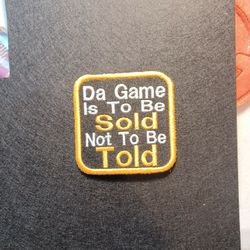 Da Game
Is To Be
Sold
Not To Be
Told